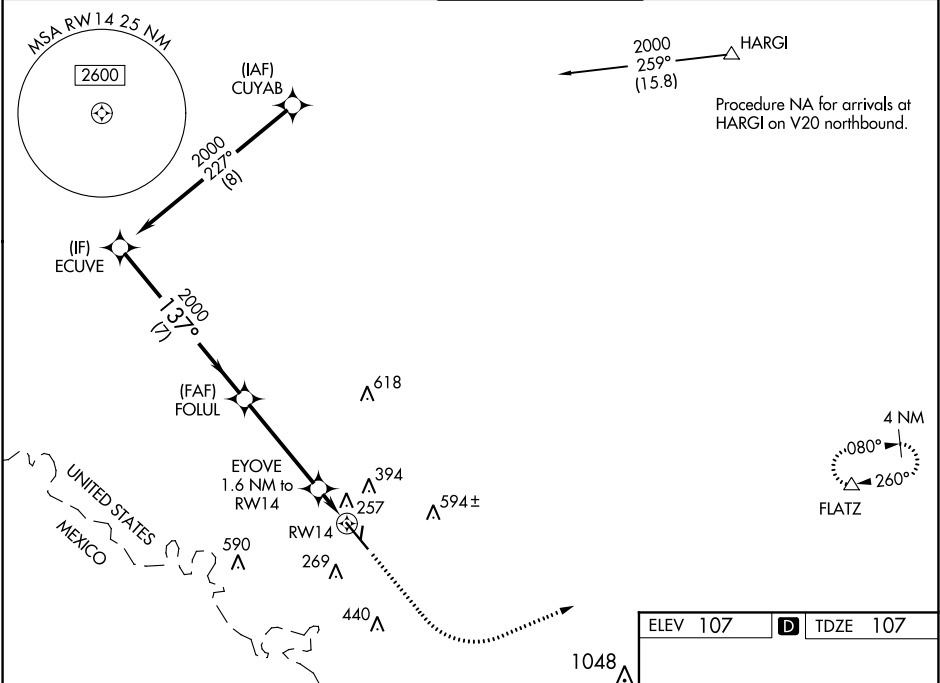 MSA RW14 25 NM
2600
(IAF)
CUYAB
2000
227°
(8)
2000
259°
(15.8)
HARGI
Procedure NA for arrivals at
HARGI on V20 northbound.
(IF)
ECUVE
2000
137°
(7)
(FAF)
FOLUL
618
EYOVE
1.6 NM to
RW14
394
257
594±
RW14
4 NM
080°
260°
FLATZ
UNITED STATES
MEXICO
590
269
440
1048
ELEV 107 D TDZE 107